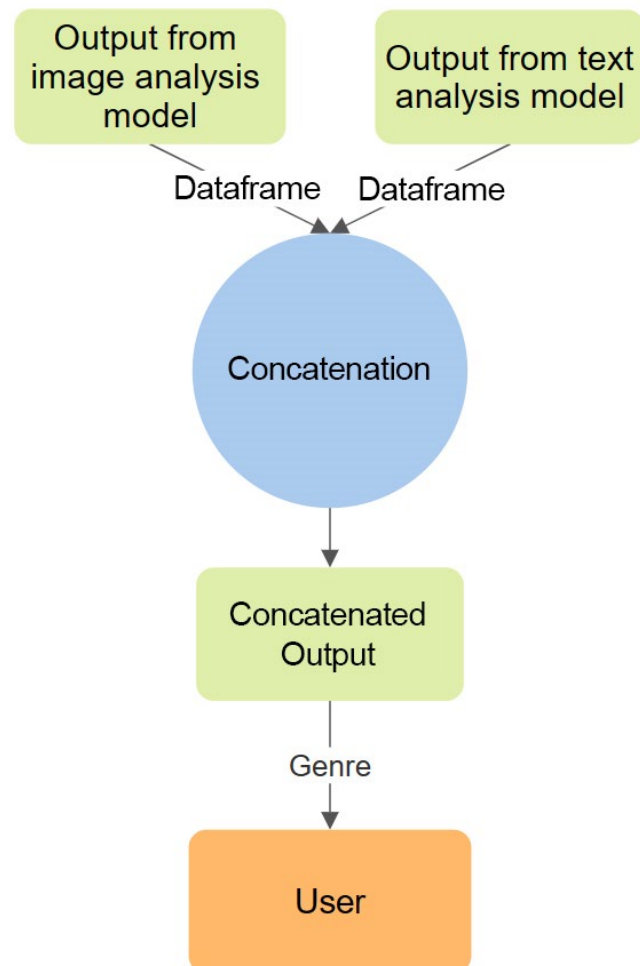 Output from
image analysis
model
Output from text
analysis model
Dataframe
Dataframe
Concatenation
Concatenated
Output
Genre
User